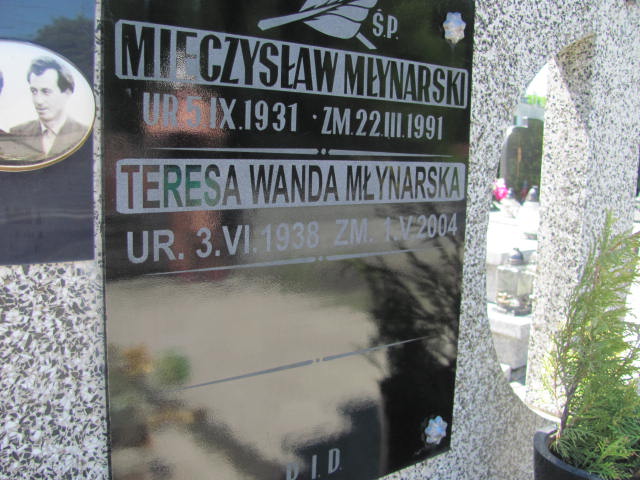 Ś.P.
MIECZYSŁAW MŁYNARSKI
UR. 5.IX.1931 · ZM. 22.III.1991
TERESA WANDA MŁYNARSKA
UR. 3.VI.1938 ZM. 1.V.2004
D.I.D.